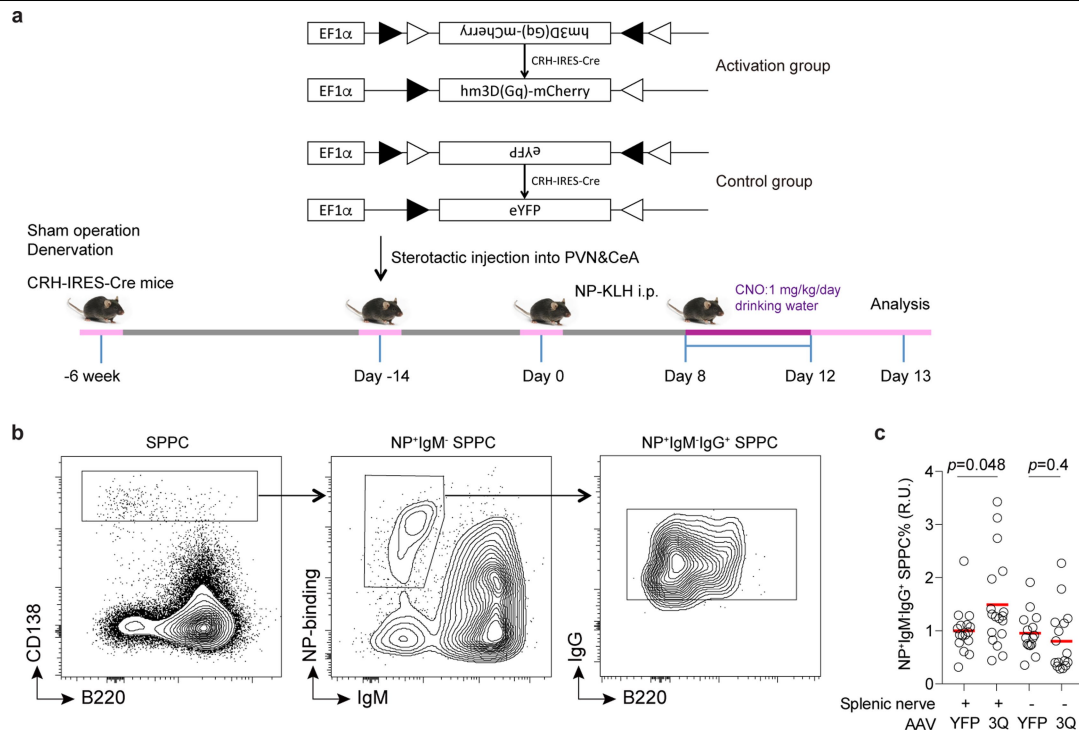 a
EF1α hm3D(Gq)-mCherry
CRH-IRES-Cre
Activation group
EF1α hm3D(Gq)-mCherry
EF1α eYFP
CRH-IRES-Cre
Control group
EF1α eYFP
Sham operation
Denervation
Sterotactic injection into PVN&CeA
CRH-IRES-Cre mice
NP-KLH i.p.
CNO:1 mg/kg/day
drinking water
Analysis
-6 week Day -14 Day 0 Day 8 Day 12 Day 13
b
SPPC NP⁺IgM⁻ SPPC NP⁺IgM⁻IgG⁺ SPPC
CD138
B220
NP-binding
IgM
IgG
B220
c
p=0.048 p=0.4
NP⁺IgM⁻IgG⁺ SPPC% (R.U.)
4
3
2
1
0
Splenic nerve + + - -
AAV YFP 3Q YFP 3Q